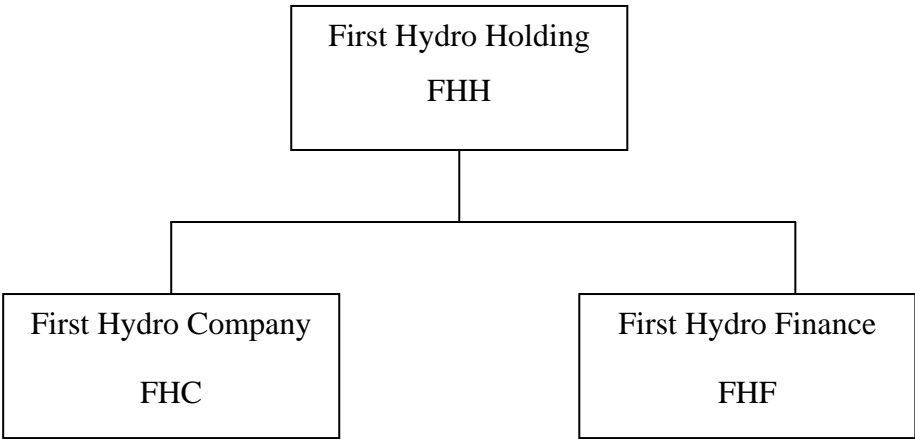 First Hydro Holding
FHH
First Hydro Company
FHC
First Hydro Finance
FHF